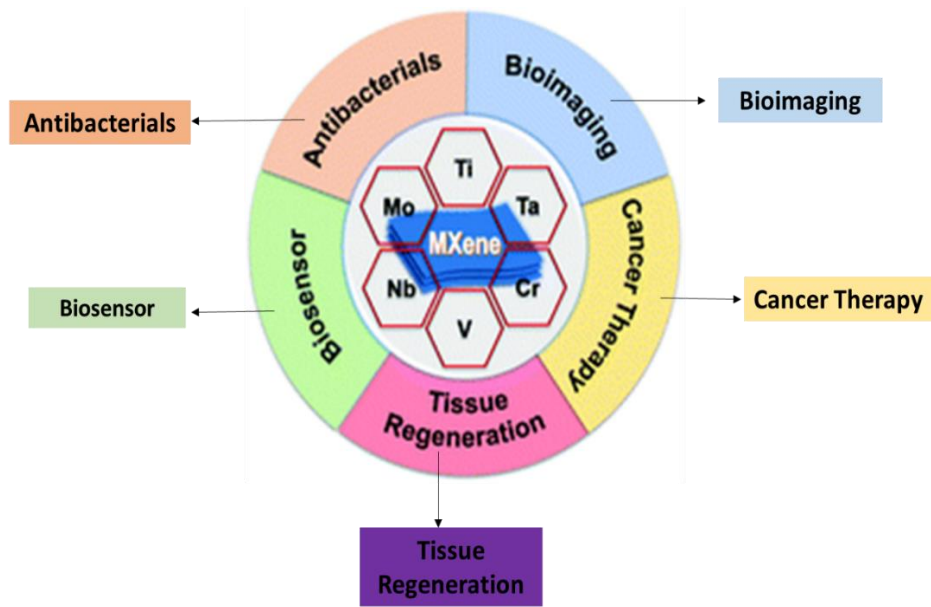 Antibacterials
Bioimaging
Antibacterials
Bioimaging
Ti
Mo
Ta
MXene
Nb
Cr
V
Biosensor
Cancer Therapy
Biosensor
Cancer Therapy
Tissue
Regeneration
Tissue
Regeneration